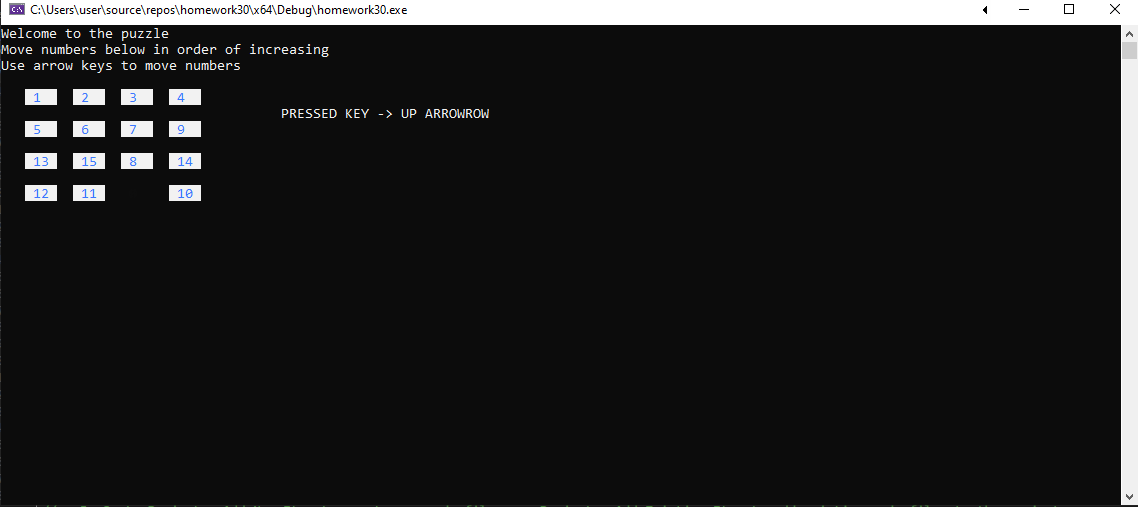 C:\Users\user\source\repos\homework30\x64\Debug\homework30.exe
Welcome to the puzzle
Move numbers below in order of increasing
Use arrow keys to move numbers
1 2 3 4
PRESSED KEY -> UP ARROWROW
5 6 7 9
13 15 8 14
12 11 10